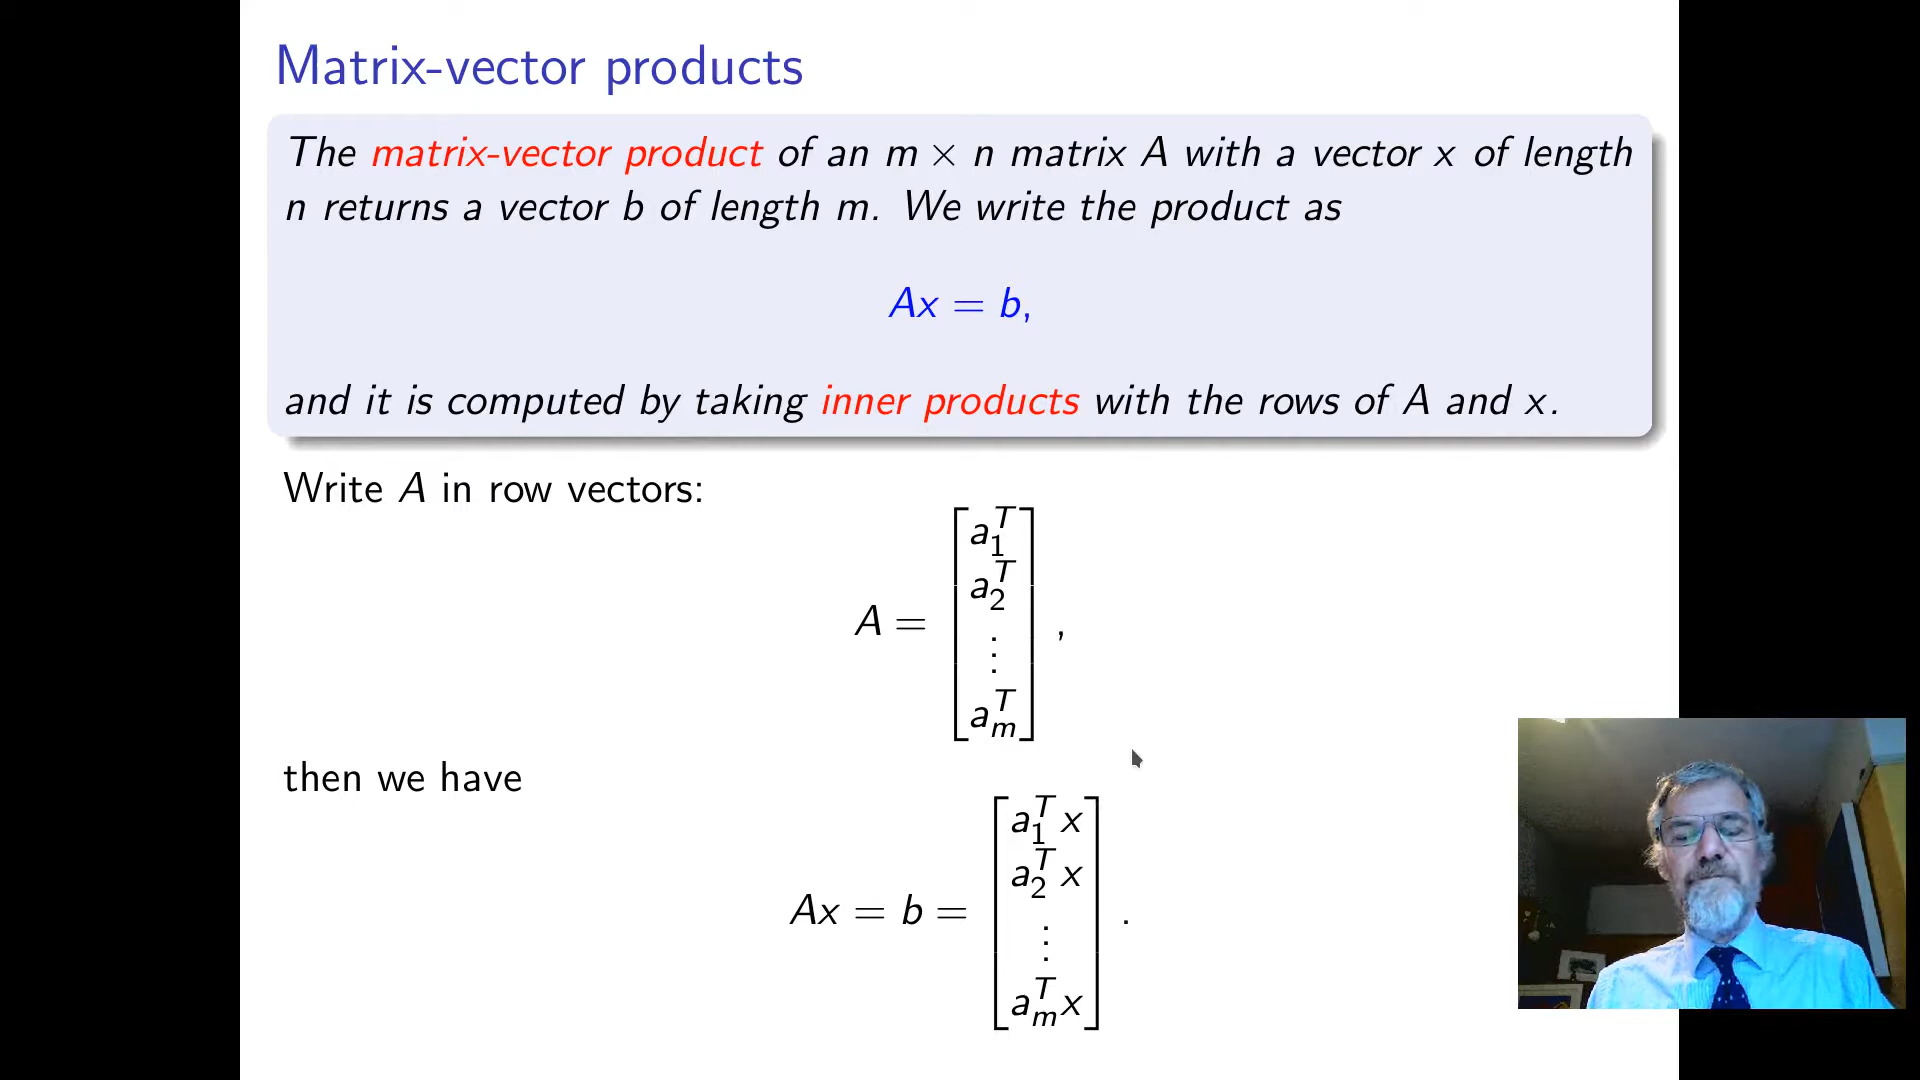 Matrix-vector products
The matrix-vector product of an m × n matrix A with a vector x of length
n returns a vector b of length m. We write the product as
Ax = b,
and it is computed by taking inner products with the rows of A and x.
Write A in row vectors:
A = [a_1^T
a_2^T
⋮
a_m^T],
then we have
Ax = b = [a_1^T x
a_2^T x
⋮
a_m^T x].